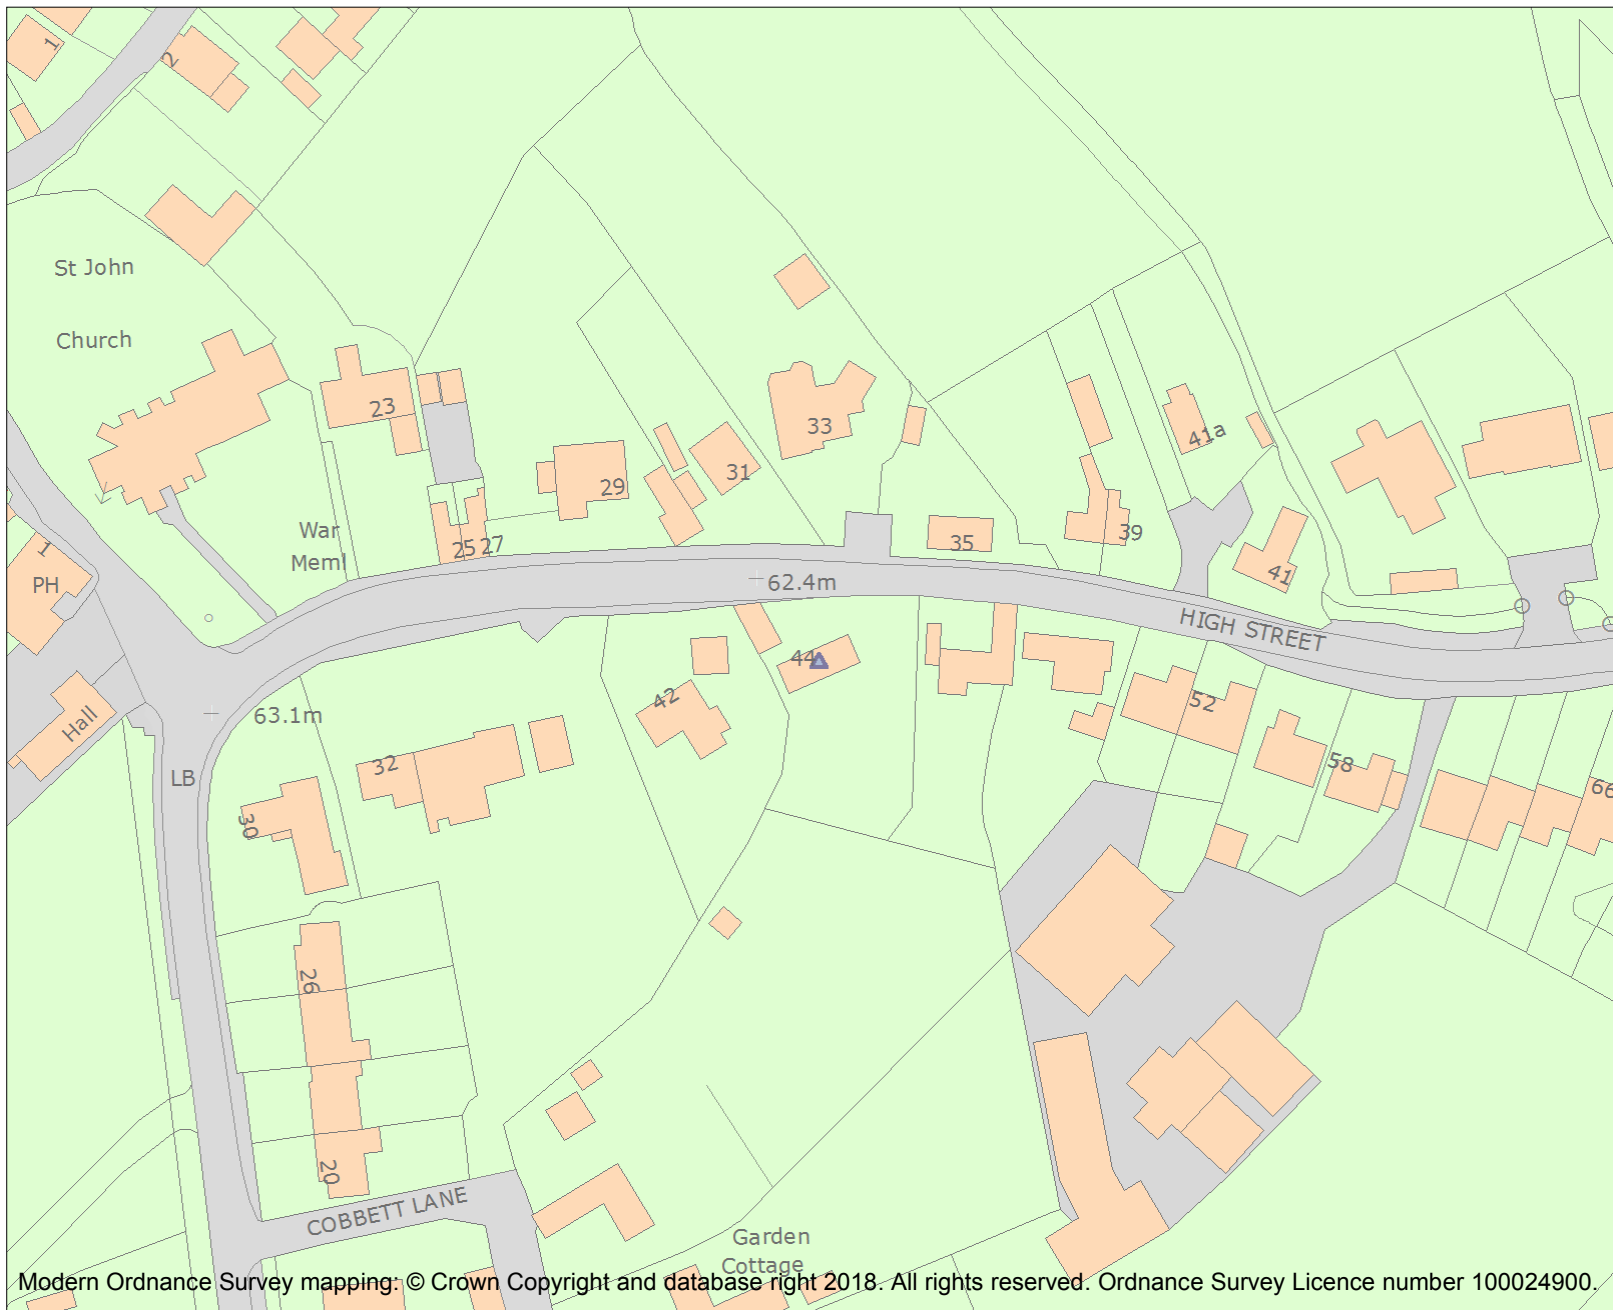 1
2
St John
Church
23
41a
33
31
29
War
Meml
25
27
35
39
41
1
PH
62.4m
HIGH STREET
44
42
52
63.1m
Hall
32
58
LB
30
66
26
20
COBBETT LANE
Garden
Cottage
Modern Ordnance Survey mapping: © Crown Copyright and database right 2018. All rights reserved. Ordnance Survey Licence number 100024900.